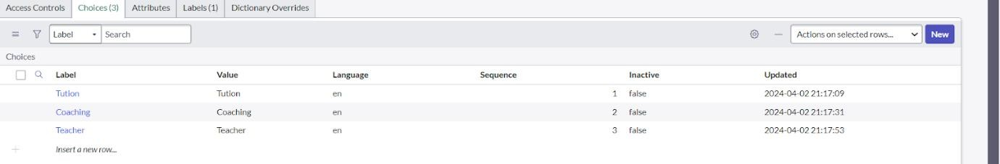 Access Controls Choices (3) Attributes Labels (1) Dictionary Overrides
Label Search Actions on selected rows... New
Choices
Label Value Language Sequence Inactive Updated
Tution Tution en 1 false 2024-04-02 21:17:09
Coaching Coaching en 2 false 2024-04-02 21:17:31
Teacher Teacher en 3 false 2024-04-02 21:17:53
Insert a new row...